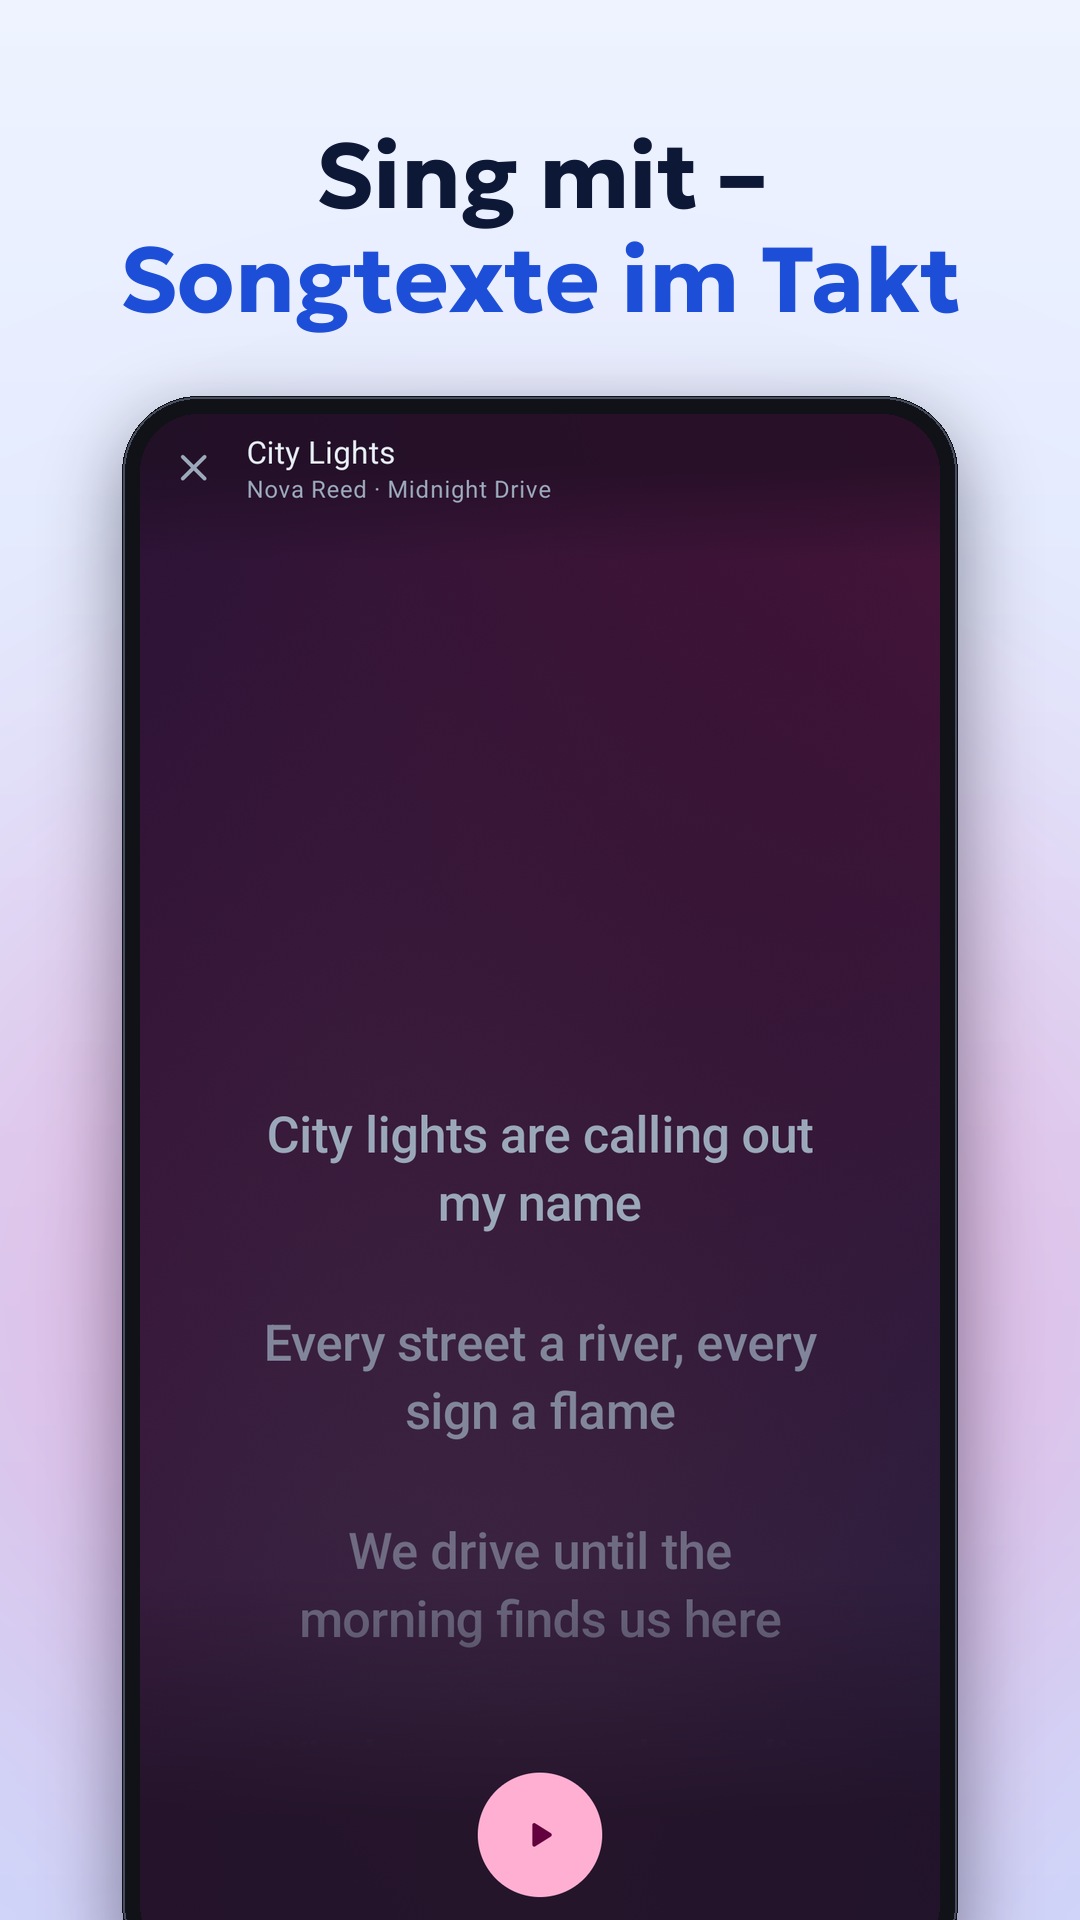 Sing mit –
Songtexte im Takt
City Lights
Nova Reed · Midnight Drive
City lights are calling out
my name
Every street a river, every
sign a flame
We drive until the
morning finds us here